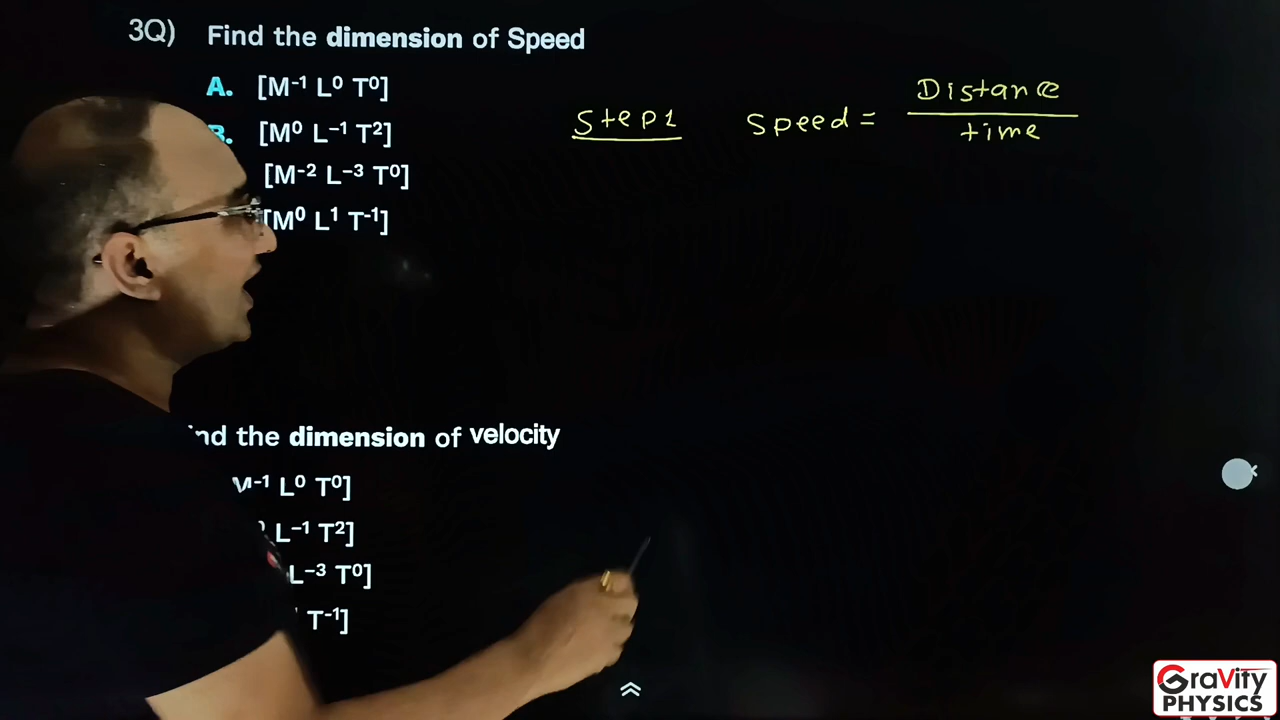 3Q) Find the dimension of Speed
A. [M⁻¹ L⁰ T⁰]
B. [M⁰ L⁻¹ T²]
[M⁻² L⁻³ T⁰]
[M⁰ L¹ T⁻¹]
Step1 Speed = Distance
time
the dimension of velocity
L⁰ T⁰]
L⁻¹ T²]
L⁻³ T⁰]
T⁻¹]
GraVity
PHYSICS